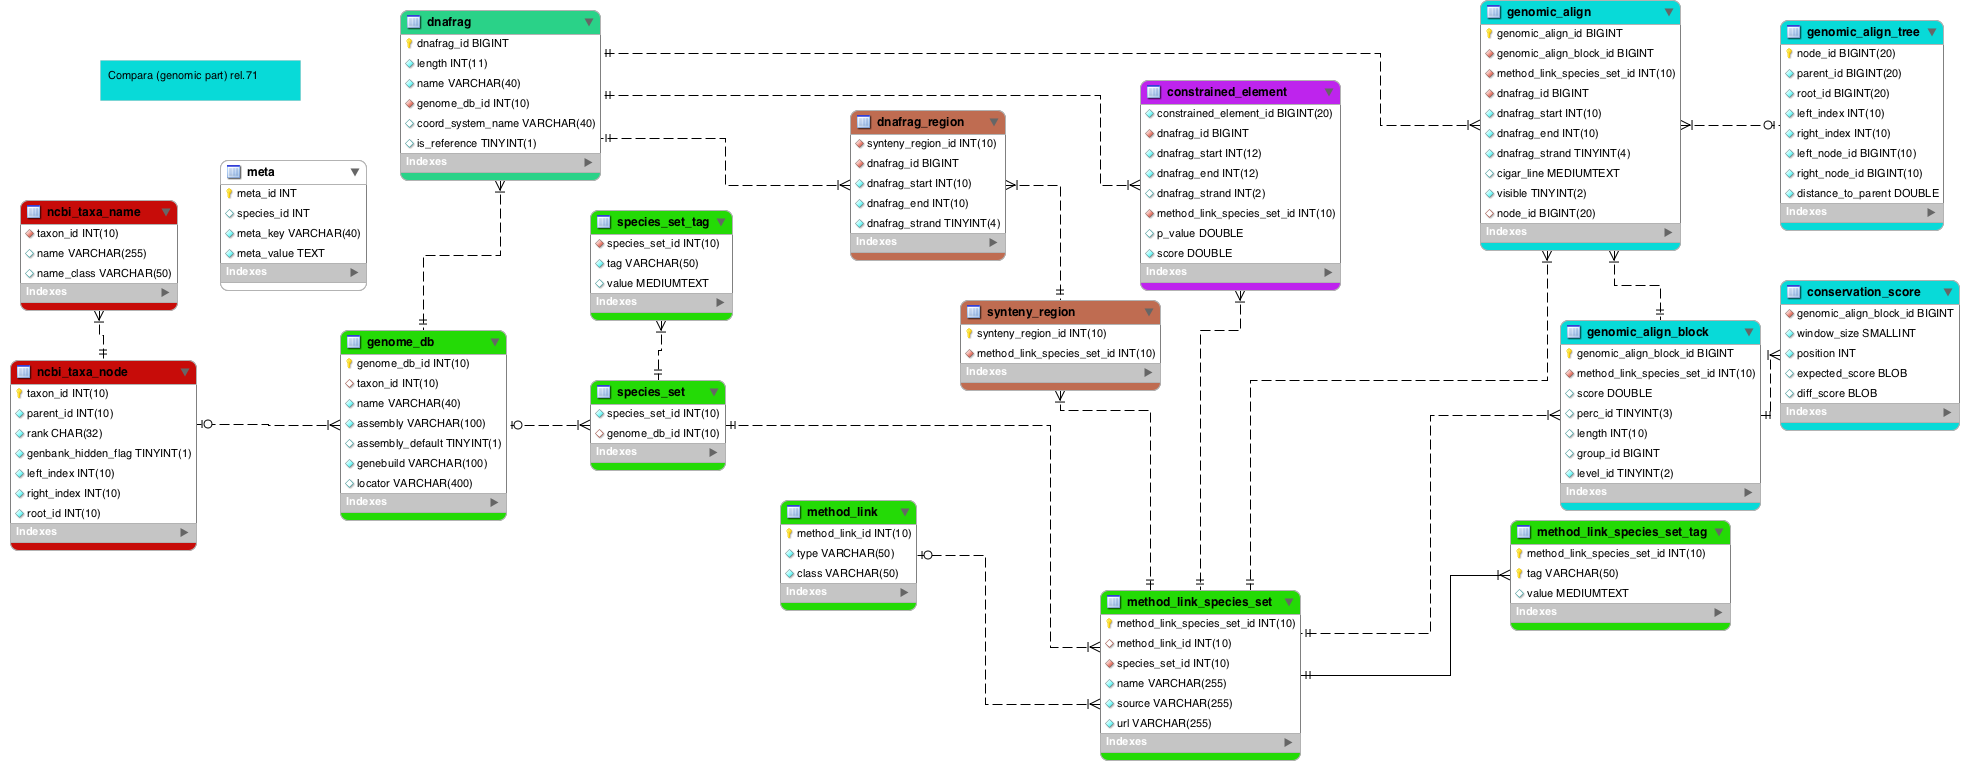 Compara (genomic part) rel.71
dnafrag
dnafrag_id BIGINT
length INT(11)
name VARCHAR(40)
genome_db_id INT(10)
coord_system_name VARCHAR(40)
is_reference TINYINT(1)
Indexes
meta
meta_id INT
species_id INT
meta_key VARCHAR(40)
meta_value TEXT
Indexes
ncbi_taxa_name
taxon_id INT(10)
name VARCHAR(255)
name_class VARCHAR(50)
Indexes
ncbi_taxa_node
taxon_id INT(10)
parent_id INT(10)
rank CHAR(32)
genbank_hidden_flag TINYINT(1)
left_index INT(10)
right_index INT(10)
root_id INT(10)
Indexes
genome_db
genome_db_id INT(10)
taxon_id INT(10)
name VARCHAR(40)
assembly VARCHAR(100)
assembly_default TINYINT(1)
genebuild VARCHAR(100)
locator VARCHAR(400)
Indexes
species_set_tag
species_set_id INT(10)
tag VARCHAR(50)
value MEDIUMTEXT
Indexes
species_set
species_set_id INT(10)
genome_db_id INT(10)
Indexes
dnafrag_region
synteny_region_id INT(10)
dnafrag_id BIGINT
dnafrag_start INT(10)
dnafrag_end INT(10)
dnafrag_strand TINYINT(4)
Indexes
synteny_region
synteny_region_id INT(10)
method_link_species_set_id INT(10)
Indexes
constrained_element
constrained_element_id BIGINT(20)
dnafrag_id BIGINT
dnafrag_start INT(12)
dnafrag_end INT(12)
dnafrag_strand INT(2)
method_link_species_set_id INT(10)
p_value DOUBLE
score DOUBLE
Indexes
genomic_align
genomic_align_id BIGINT
genomic_align_block_id BIGINT
method_link_species_set_id INT(10)
dnafrag_id BIGINT
dnafrag_start INT(10)
dnafrag_end INT(10)
dnafrag_strand TINYINT(4)
cigar_line MEDIUMTEXT
visible TINYINT(2)
node_id BIGINT(20)
Indexes
genomic_align_tree
node_id BIGINT(20)
parent_id BIGINT(20)
root_id BIGINT(20)
left_index INT(10)
right_index INT(10)
left_node_id BIGINT(10)
right_node_id BIGINT(10)
distance_to_parent DOUBLE
Indexes
conservation_score
genomic_align_block_id BIGINT
window_size SMALLINT
position INT
expected_score BLOB
diff_score BLOB
Indexes
genomic_align_block
genomic_align_block_id BIGINT
method_link_species_set_id INT(10)
score DOUBLE
perc_id TINYINT(3)
length INT(10)
group_id BIGINT
level_id TINYINT(2)
Indexes
method_link
method_link_id INT(10)
type VARCHAR(50)
class VARCHAR(50)
Indexes
method_link_species_set_tag
method_link_species_set_id INT(10)
tag VARCHAR(50)
value MEDIUMTEXT
Indexes
method_link_species_set
method_link_species_set_id INT(10)
method_link_id INT(10)
species_set_id INT(10)
name VARCHAR(255)
source VARCHAR(255)
url VARCHAR(255)
Indexes